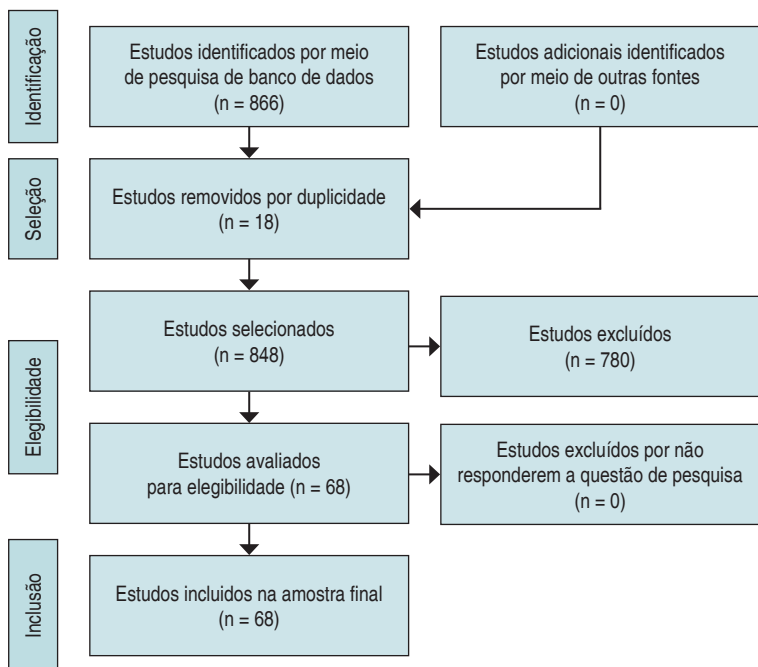 Identificação
Estudos identificados por meio
de pesquisa de banco de dados
(n = 866)
Estudos adicionais identificados
por meio de outras fontes
(n = 0)
Seleção
Estudos removidos por duplicidade
(n = 18)
Elegibilidade
Estudos selecionados
(n = 848)
Estudos excluídos
(n = 780)
Estudos avaliados
para elegibilidade (n = 68)
Estudos excluídos por não
responderem a questão de pesquisa
(n = 0)
Inclusão
Estudos incluidos na amostra final
(n = 68)